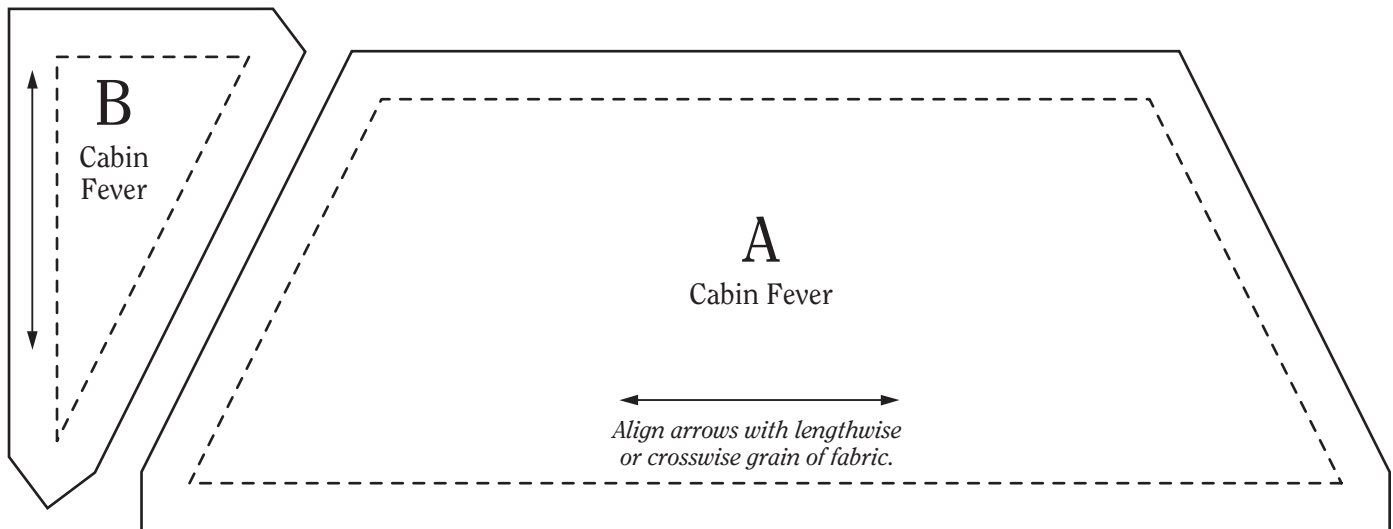 B
Cabin
Fever
A
Cabin Fever
Align arrows with lengthwise
or crosswise grain of fabric.